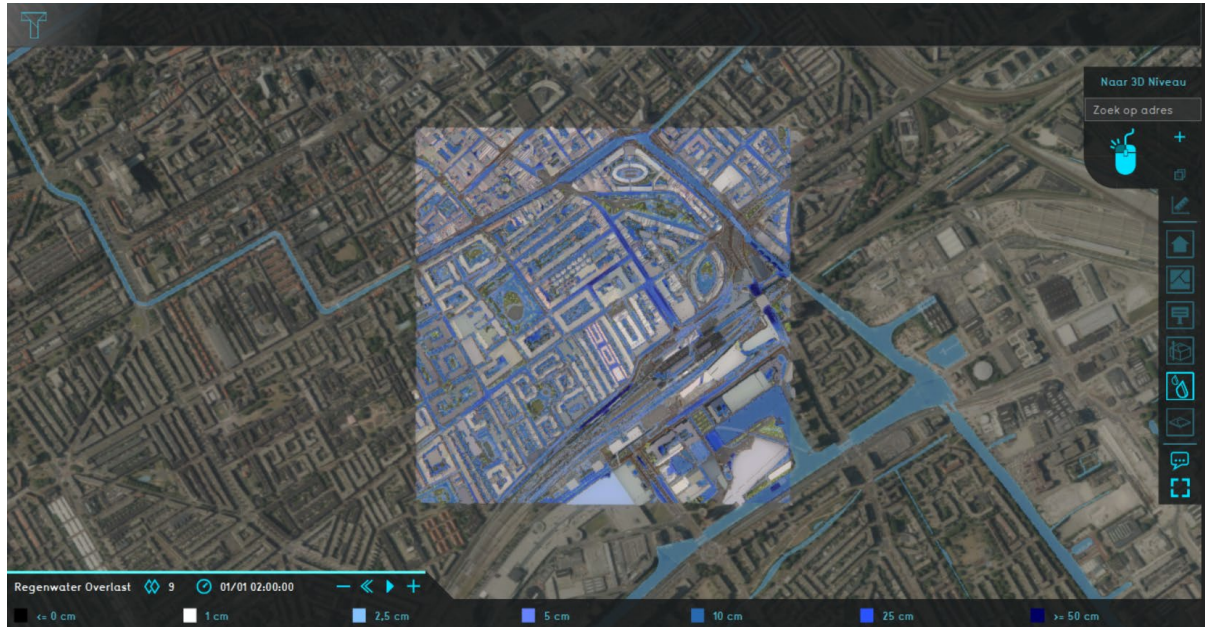 Naar 3D Niveau
Zoek op adres
Regenwater Overlast 9 01/01 02:00:00
<= 0 cm 1 cm 2,5 cm 5 cm 10 cm 25 cm >= 50 cm